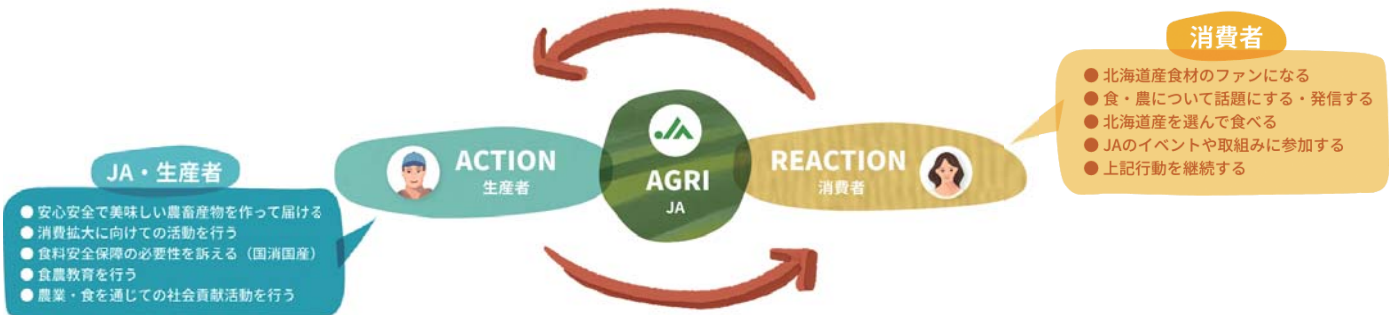 消費者
● 北海道産食材のファンになる
● 食・農について話題にする・発信する
● 北海道産を選んで食べる
● JAのイベントや取組みに参加する
● 上記行動を継続する
JA・生産者
● 安心安全で美味しい農畜産物を作って届ける
● 消費拡大に向けての活動を行う
● 食料安全保障の必要性を訴える（国消国産）
● 食農教育を行う
● 農業・食を通じての社会貢献活動を行う
ACTION
生産者
JA
AGRI
JA
REACTION
消費者